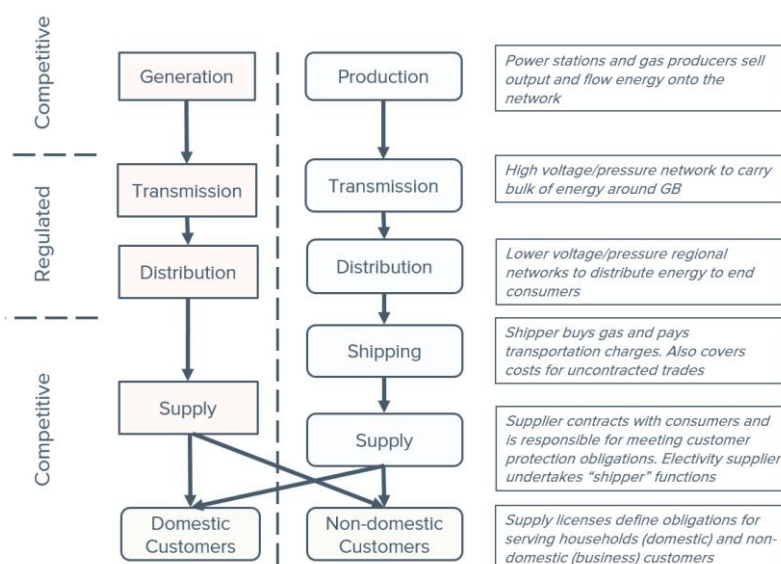 Competitive
Generation
Production
Power stations and gas producers sell
output and flow energy onto the
network
Regulated
Transmission
Transmission
High voltage/pressure network to carry
bulk of energy around GB
Distribution
Distribution
Lower voltage/pressure regional
networks to distribute energy to end
consumers
Competitive
Shipping
Shipper buys gas and pays
transportation charges. Also covers
costs for uncontracted trades
Supply
Supply
Supplier contracts with consumers and
is responsible for meeting customer
protection obligations. Electivity supplier
undertakes “shipper” functions
Domestic
Customers
Non-domestic
Customers
Supply licenses define obligations for
serving households (domestic) and non-
domestic (business) customers